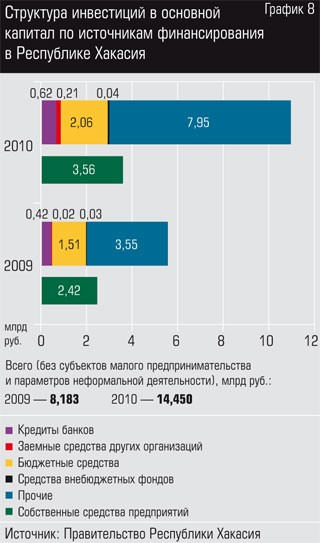 Структура инвестиций в основной График 8
капитал по источникам финансирования
в Республике Хакасия
0,62 0,21 0,04
2,06 7,95
2010
3,56
0,42 0,02 0,03
1,51 3,55
2009
2,42
млрд руб. 0 2 4 6 8 10 12
Всего (без субъектов малого предпринимательства
и параметров неформальной деятельности), млрд руб.:
2009 — 8,183 2010 — 14,450
Кредиты банков
Заемные средства других организаций
Бюджетные средства
Средства внебюджетных фондов
Прочие
Собственные средства предприятий
Источник: Правительство Республики Хакасия